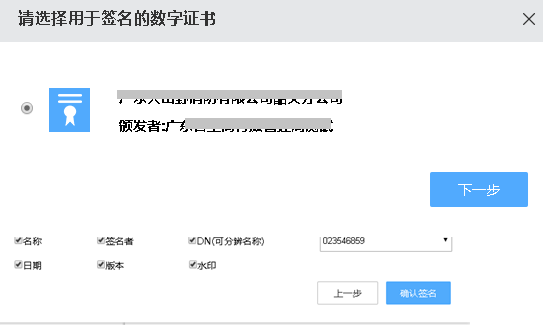 请选择用于签名的数字证书
颁发者:广东
下一步
名称 签名者 DN(可分辨名称) 023546859
日期 版本 水印
上一步 确认签名